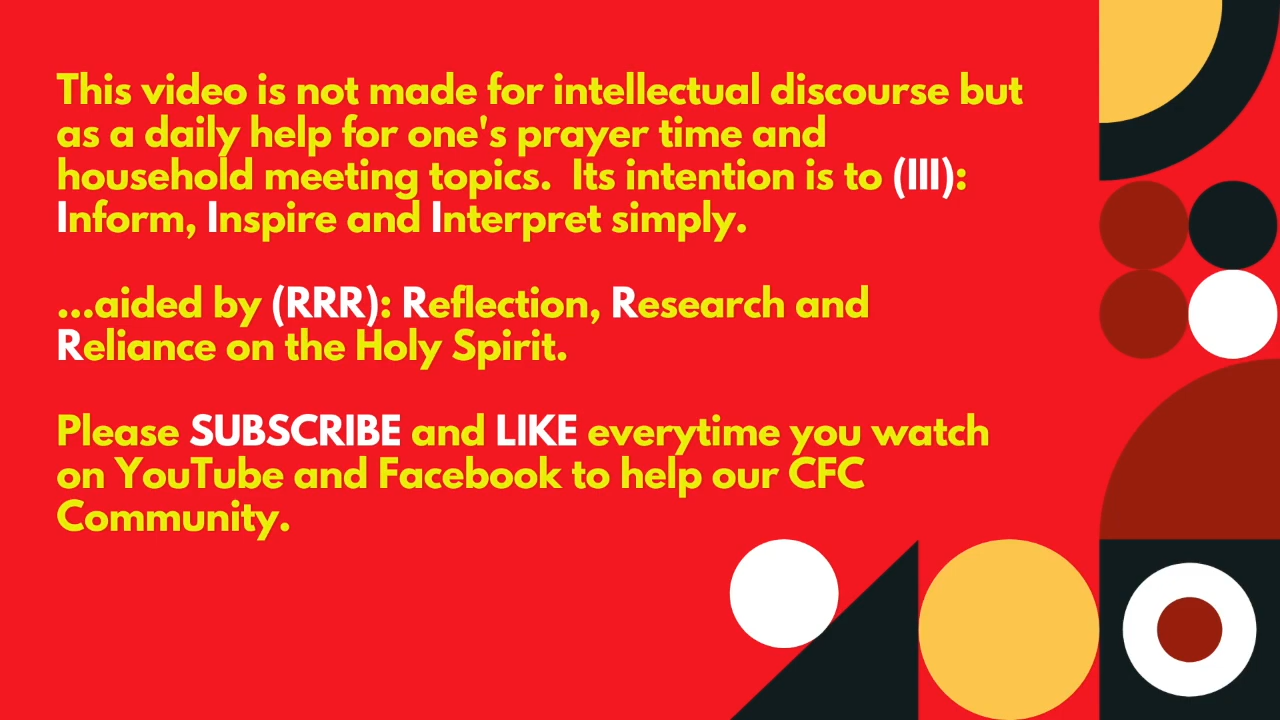 This video is not made for intellectual discourse but
as a daily help for one's prayer time and
household meeting topics.  Its intention is to (III):
Inform, Inspire and Interpret simply.
...aided by (RRR): Reflection, Research and
Reliance on the Holy Spirit.
Please SUBSCRIBE and LIKE everytime you watch
on YouTube and Facebook to help our CFC
Community.